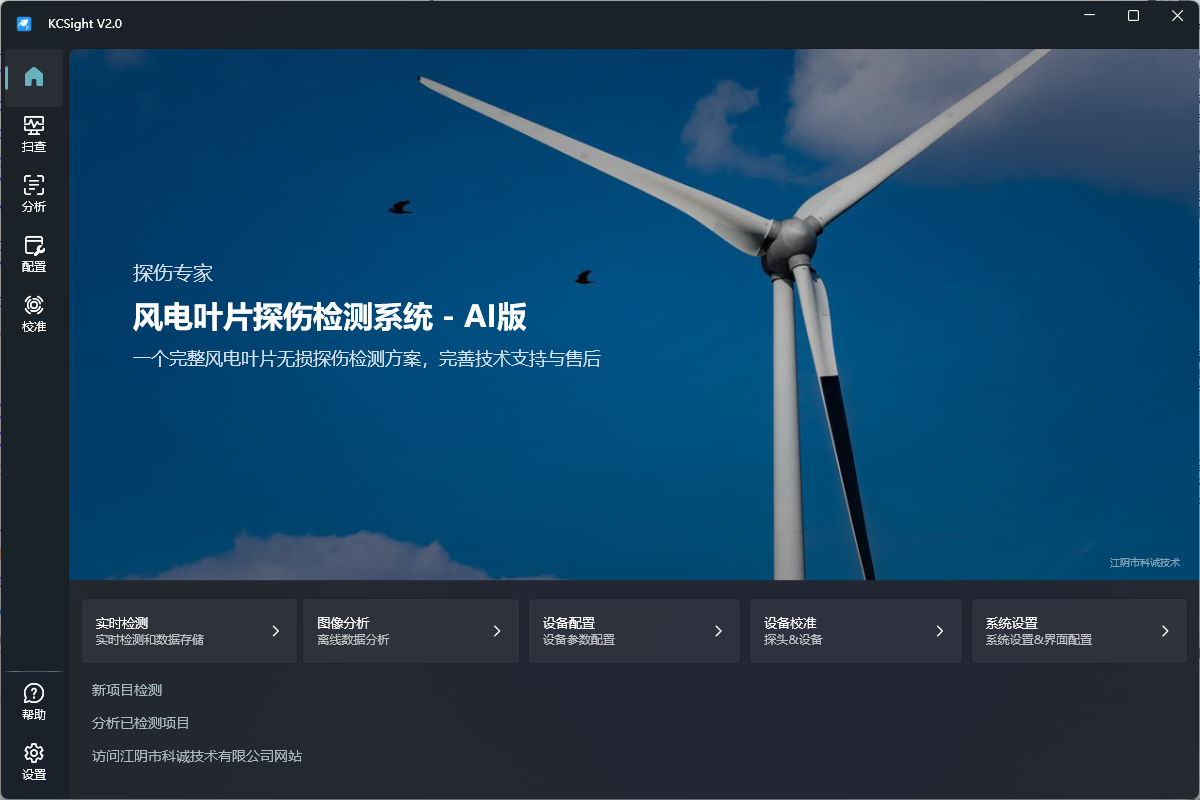 KCSight V2.0
扫查
分析
配置
校准
探伤专家
风电叶片探伤检测系统 - AI版
一个完整风电叶片无损探伤检测方案，完善技术支持与售后
江阴市科诚技术
实时检测
实时检测和数据存储
图像分析
离线数据分析
设备配置
设备参数配置
设备校准
探头&设备
系统设置
系统设置&界面配置
新项目检测
分析已检测项目
访问江阴市科诚技术有限公司网站
帮助
设置